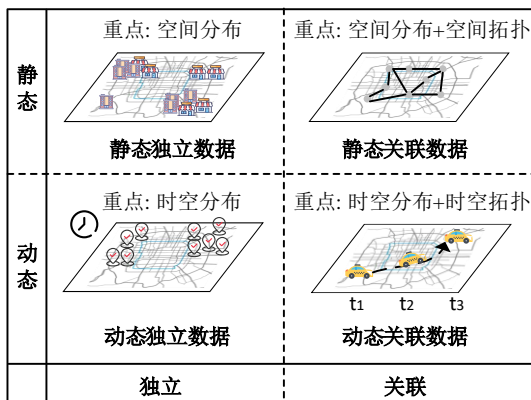 静态
重点: 空间分布
静态独立数据
重点: 空间分布+空间拓扑
静态关联数据
动态
重点: 时空分布
动态独立数据
重点: 时空分布+时空拓扑
t1 t2 t3
动态关联数据
独立
关联